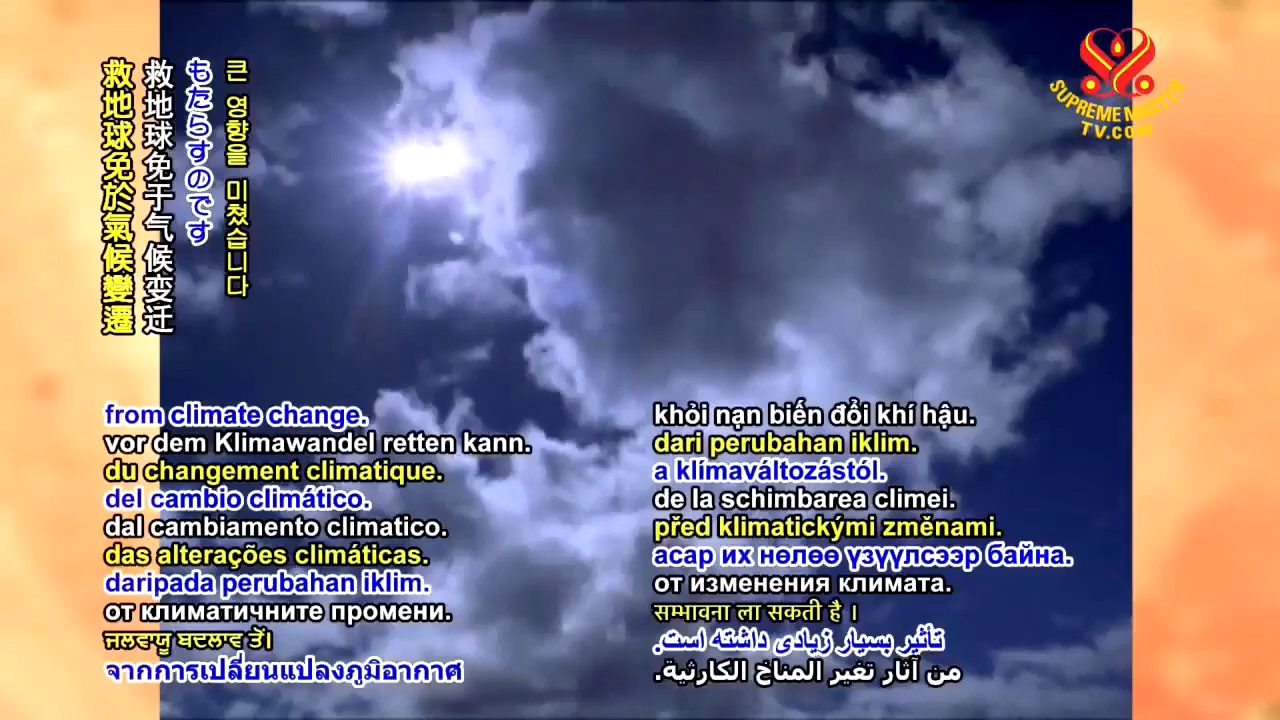 救地球免於氣候變遷
救地球免于气候变迁
もたらすのです
큰 영향을 미쳤습니다
SUPREME MASTER
TV.COM
from climate change.
vor dem Klimawandel retten kann.
du changement climatique.
del cambio climático.
dal cambiamento climatico.
das alterações climáticas.
daripada perubahan iklim.
от климатичните промени.
ਜਲਵਾਯੂ ਬਦਲਾਵ ਤੋਂ।
จากการเปลี่ยนแปลงภูมิอากาศ
khỏi nạn biến đổi khí hậu.
dari perubahan iklim.
a klímaváltozástól.
de la schimbarea climei.
před klimatickými změnami.
асар их нөлөө үзүүлсээр байна.
от изменения климата.
सम्भावना ला सकती है ।
تأثیر بسیار زیادی داشته است.
من آثار تغير المناخ الكارثية.